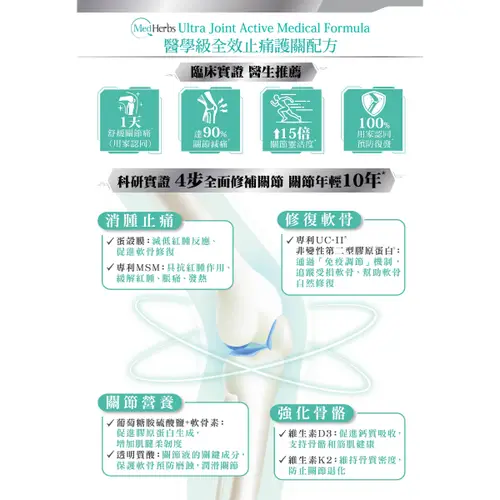 MedHerbs Ultra Joint Active Medical Formula
醫學級全效止痛護關配方
臨床實證 醫生推薦
1天
舒緩關節痛*
(用家認同)
達90%
關節減痛*
⬆15倍
關節靈活度*
100%
用家認同
預防復發
科研實證 4步全面修補關節 關節年輕10年*
消腫止痛
✓蛋殼膜:減低紅腫反應,
促進軟骨修復
✓專利MSM:具抗紅腫作用,
緩解紅腫、脹痛、發熱
修復軟骨
✓專利UC-II®
非變性第二型膠原蛋白*:
通過「免疫調節」機制,
追蹤受損軟骨,幫助軟骨
自然修復
關節營養
✓葡萄糖胺硫酸鹽+軟骨素:
促進膠原蛋白生成,
增加肌腱柔韌度
✓透明質酸:關節液的關鍵成分,
保護軟骨預防磨蝕,潤滑關節
強化骨骼
✓維生素D3:促進鈣質吸收,
支持骨骼和筋肌健康
✓維生素K2:維持骨質密度,
防止關節退化